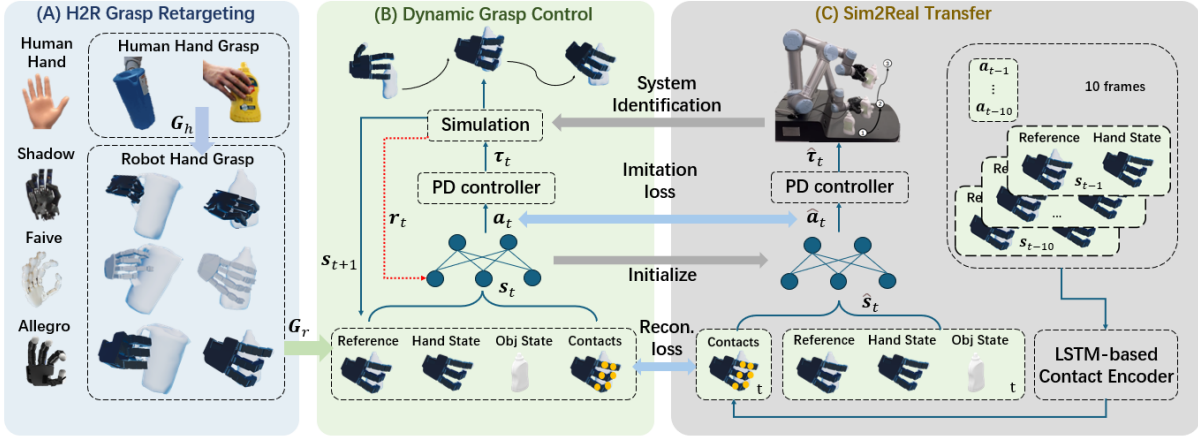 (A) H2R Grasp Retargeting
Human
Hand
Human Hand Grasp
G_h
Shadow
Robot Hand Grasp
Faive
Allegro
G_r
(B) Dynamic Grasp Control
Simulation
τ_t
PD controller
r_t
a_t
s_{t+1}
s_t
Reference
Hand State
Obj State
Contacts
System
Identification
Imitation
loss
Initialize
Recon.
loss
(C) Sim2Real Transfer
τ̂_t
PD controller
â_t
ŝ_t
Contacts
t
Reference
Hand State
Obj State
t
a_{t-1}
⋮
a_{t-10}
10 frames
Reference
Hand State
s_{t-1}
Re
...
Re
s_{t-10}
LSTM-based
Contact Encoder